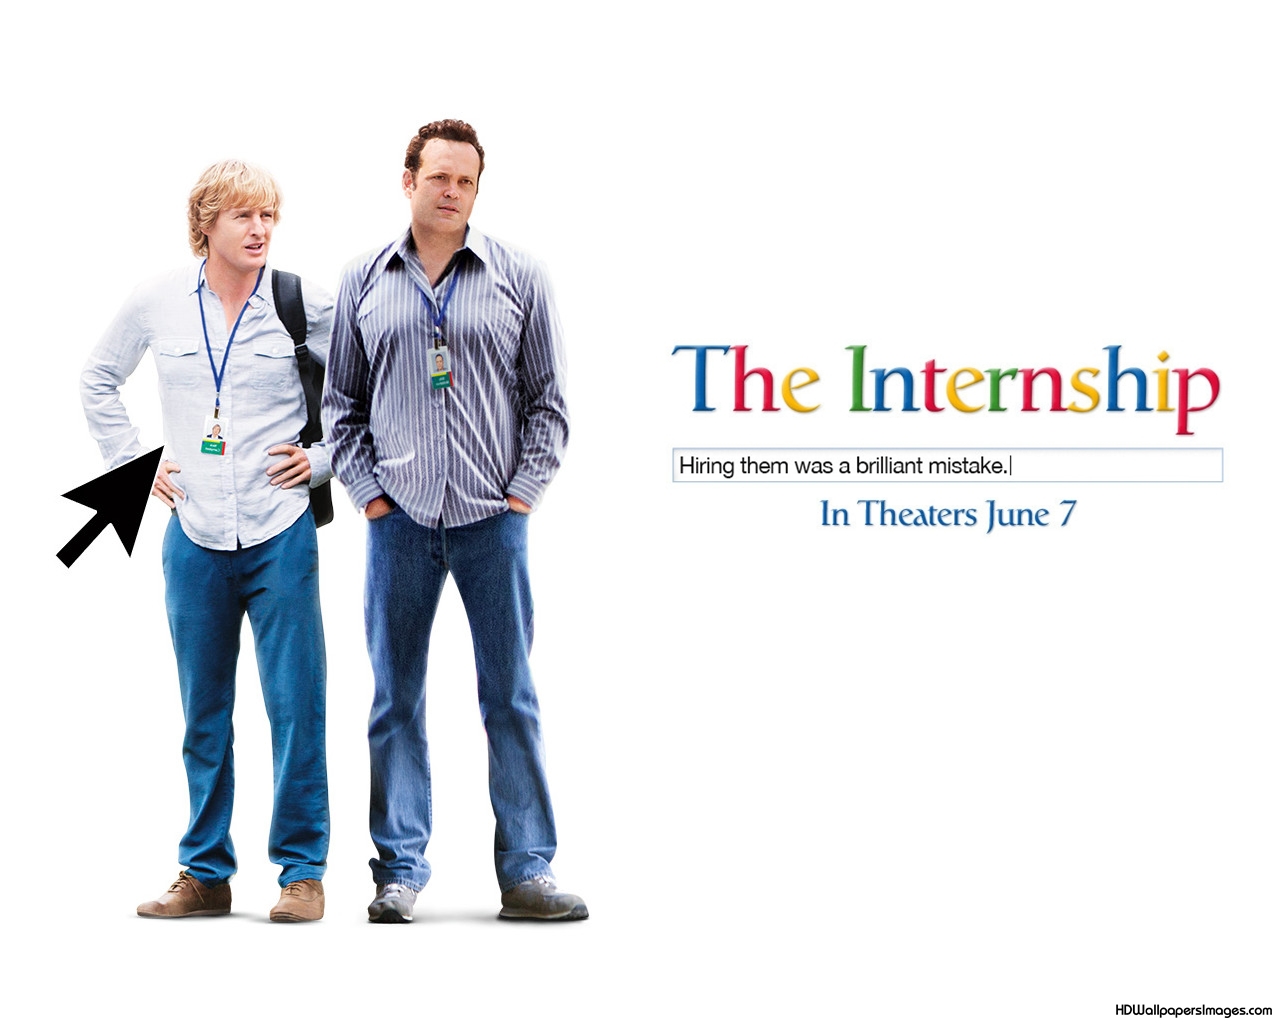 The Internship
Hiring them was a brilliant mistake.
In Theaters June 7
HDWallpapersImages.com